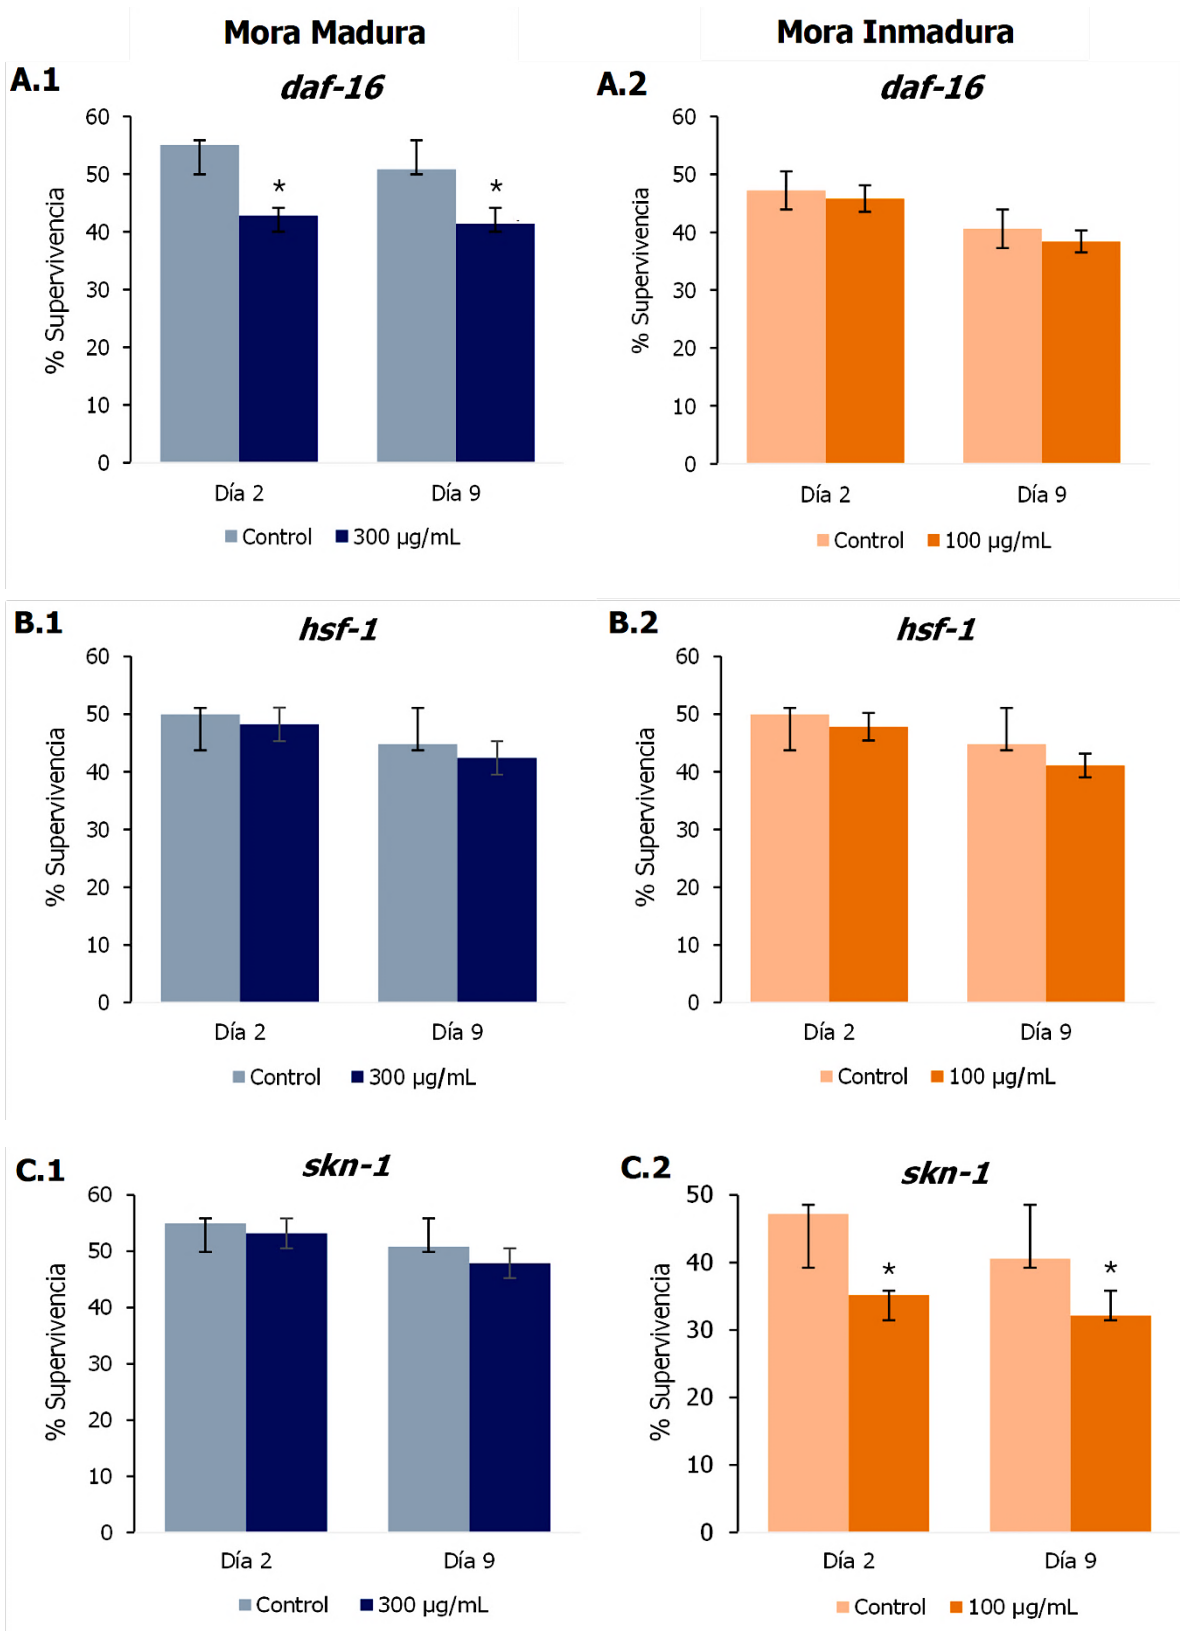 Mora Madura
Mora Inmadura
A.1
daf-16
% Supervivencia
60
50
40
30
20
10
0
*
*
Día 2
Día 9
Control
300 µg/mL
A.2
daf-16
% Supervivencia
60
50
40
30
20
10
0
Día 2
Día 9
Control
100 µg/mL
B.1
hsf-1
% Supervivencia
60
50
40
30
20
10
0
Día 2
Día 9
Control
300 µg/mL
B.2
hsf-1
% Supervivencia
60
50
40
30
20
10
0
Día 2
Día 9
Control
100 µg/mL
C.1
skn-1
% Supervivencia
60
50
40
30
20
10
0
Día 2
Día 9
Control
300 µg/mL
C.2
skn-1
% Supervivencia
50
40
30
20
10
0
*
*
Día 2
Día 9
Control
100 µg/mL